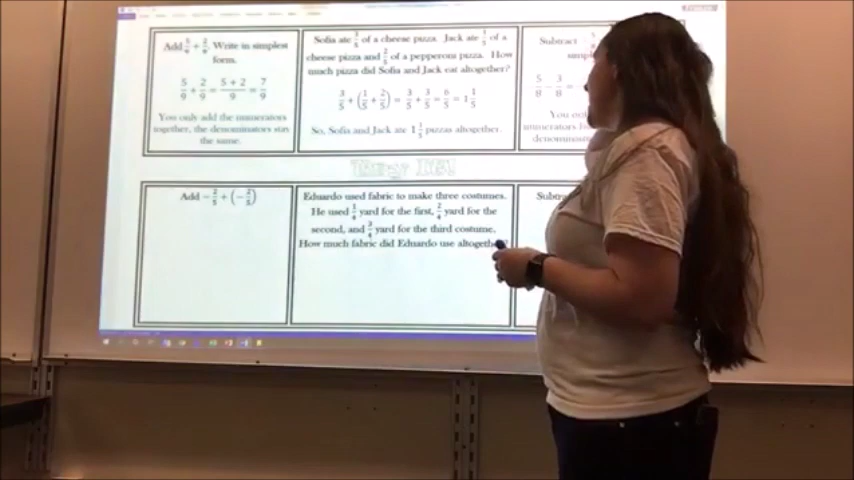 Add 5/9 + 2/9. Write in simplest
form.
5/9 + 2/9 = 5 + 2/9 = 7/9
You only add the numerators
together, the denominators stay
the same.
Sofia ate 3/5 of a cheese pizza. Jack ate 1/5 of a
cheese pizza and 2/5 of a pepperoni pizza. How
much pizza did Sofia and Jack eat altogether?
3/5 + (1/5 + 2/5) = 3/5 + 3/5 = 6/5 = 1 1/5
So, Sofia and Jack ate 1 1/5 pizzas altogether.
Subtract
5/8 − 3/8 =
You
numerators
denominators
Try It!
Add −2/5 + (−2/5)
Eduardo used fabric to make three costumes.
He used 1/4 yard for the first, 2/4 yard for the
second, and 3/4 yard for the third costume.
How much fabric did Eduardo use altogether?